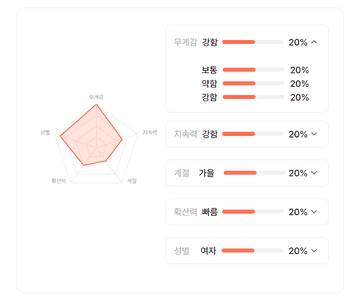 무게감
성별
지속력
확산력
계절
무게감 강함 20%
보통 20%
약함 20%
강함 20%
지속력 강함 20%
계절 가을 20%
확산력 빠름 20%
성별 여자 20%